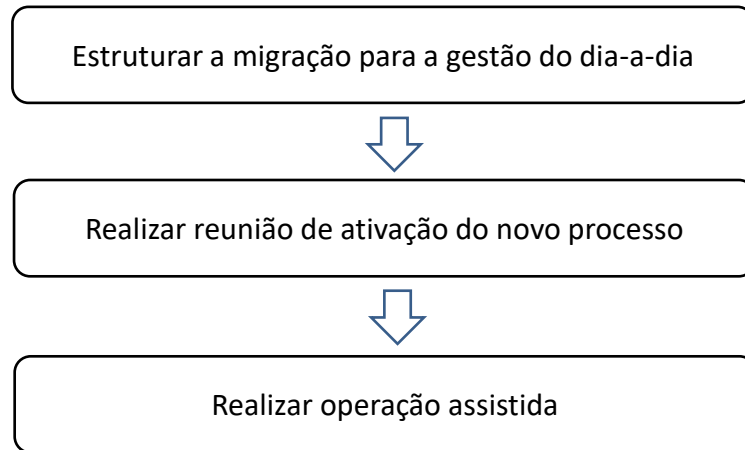 Estruturar a migração para a gestão do dia-a-dia
Realizar reunião de ativação do novo processo
Realizar operação assistida